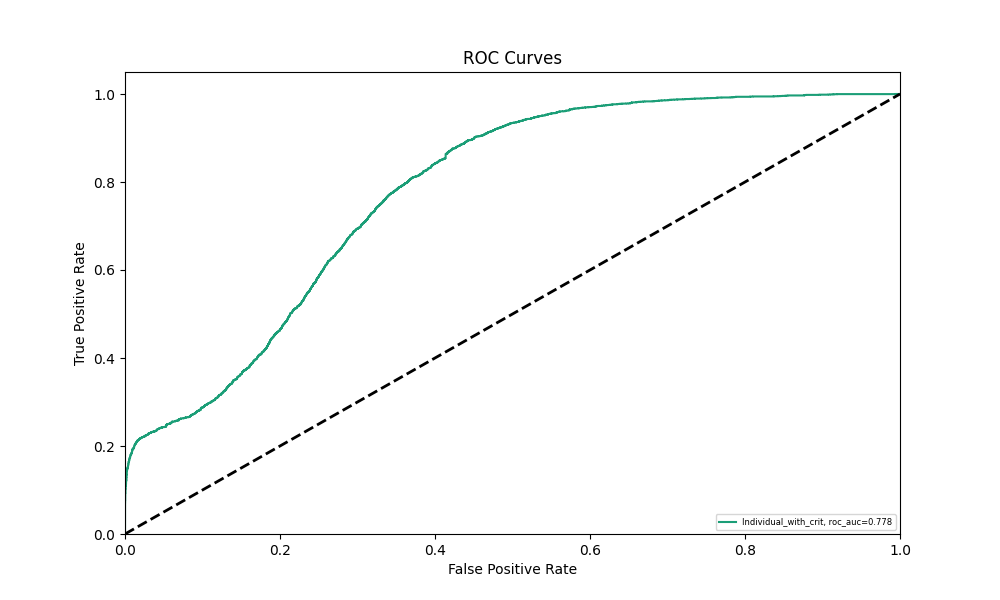 ROC Curves
True Positive Rate
1.0
0.8
0.6
0.4
0.2
0.0
0.0 0.2 0.4 0.6 0.8 1.0
False Positive Rate
Individual_with_crit, roc_auc=0.778